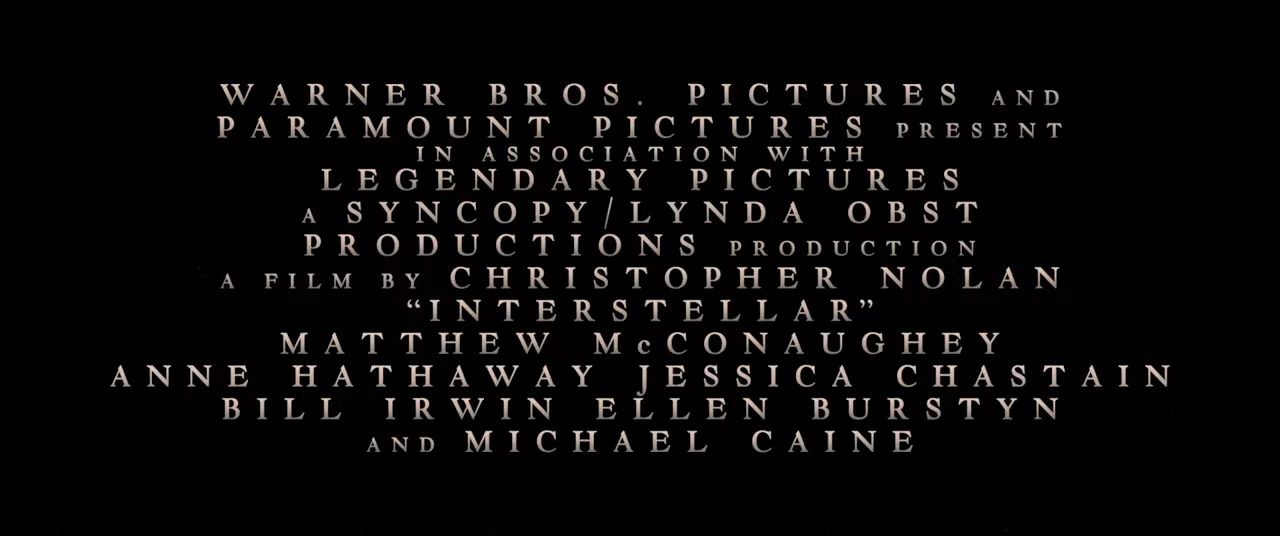 WARNER BROS. PICTURES AND
PARAMOUNT PICTURES PRESENT
IN ASSOCIATION WITH
LEGENDARY PICTURES
A SYNCOPY/LYNDA OBST
PRODUCTIONS PRODUCTION
A FILM BY CHRISTOPHER NOLAN
“INTERSTELLAR”
MATTHEW McCONAUGHEY
ANNE HATHAWAY JESSICA CHASTAIN
BILL IRWIN ELLEN BURSTYN
AND MICHAEL CAINE